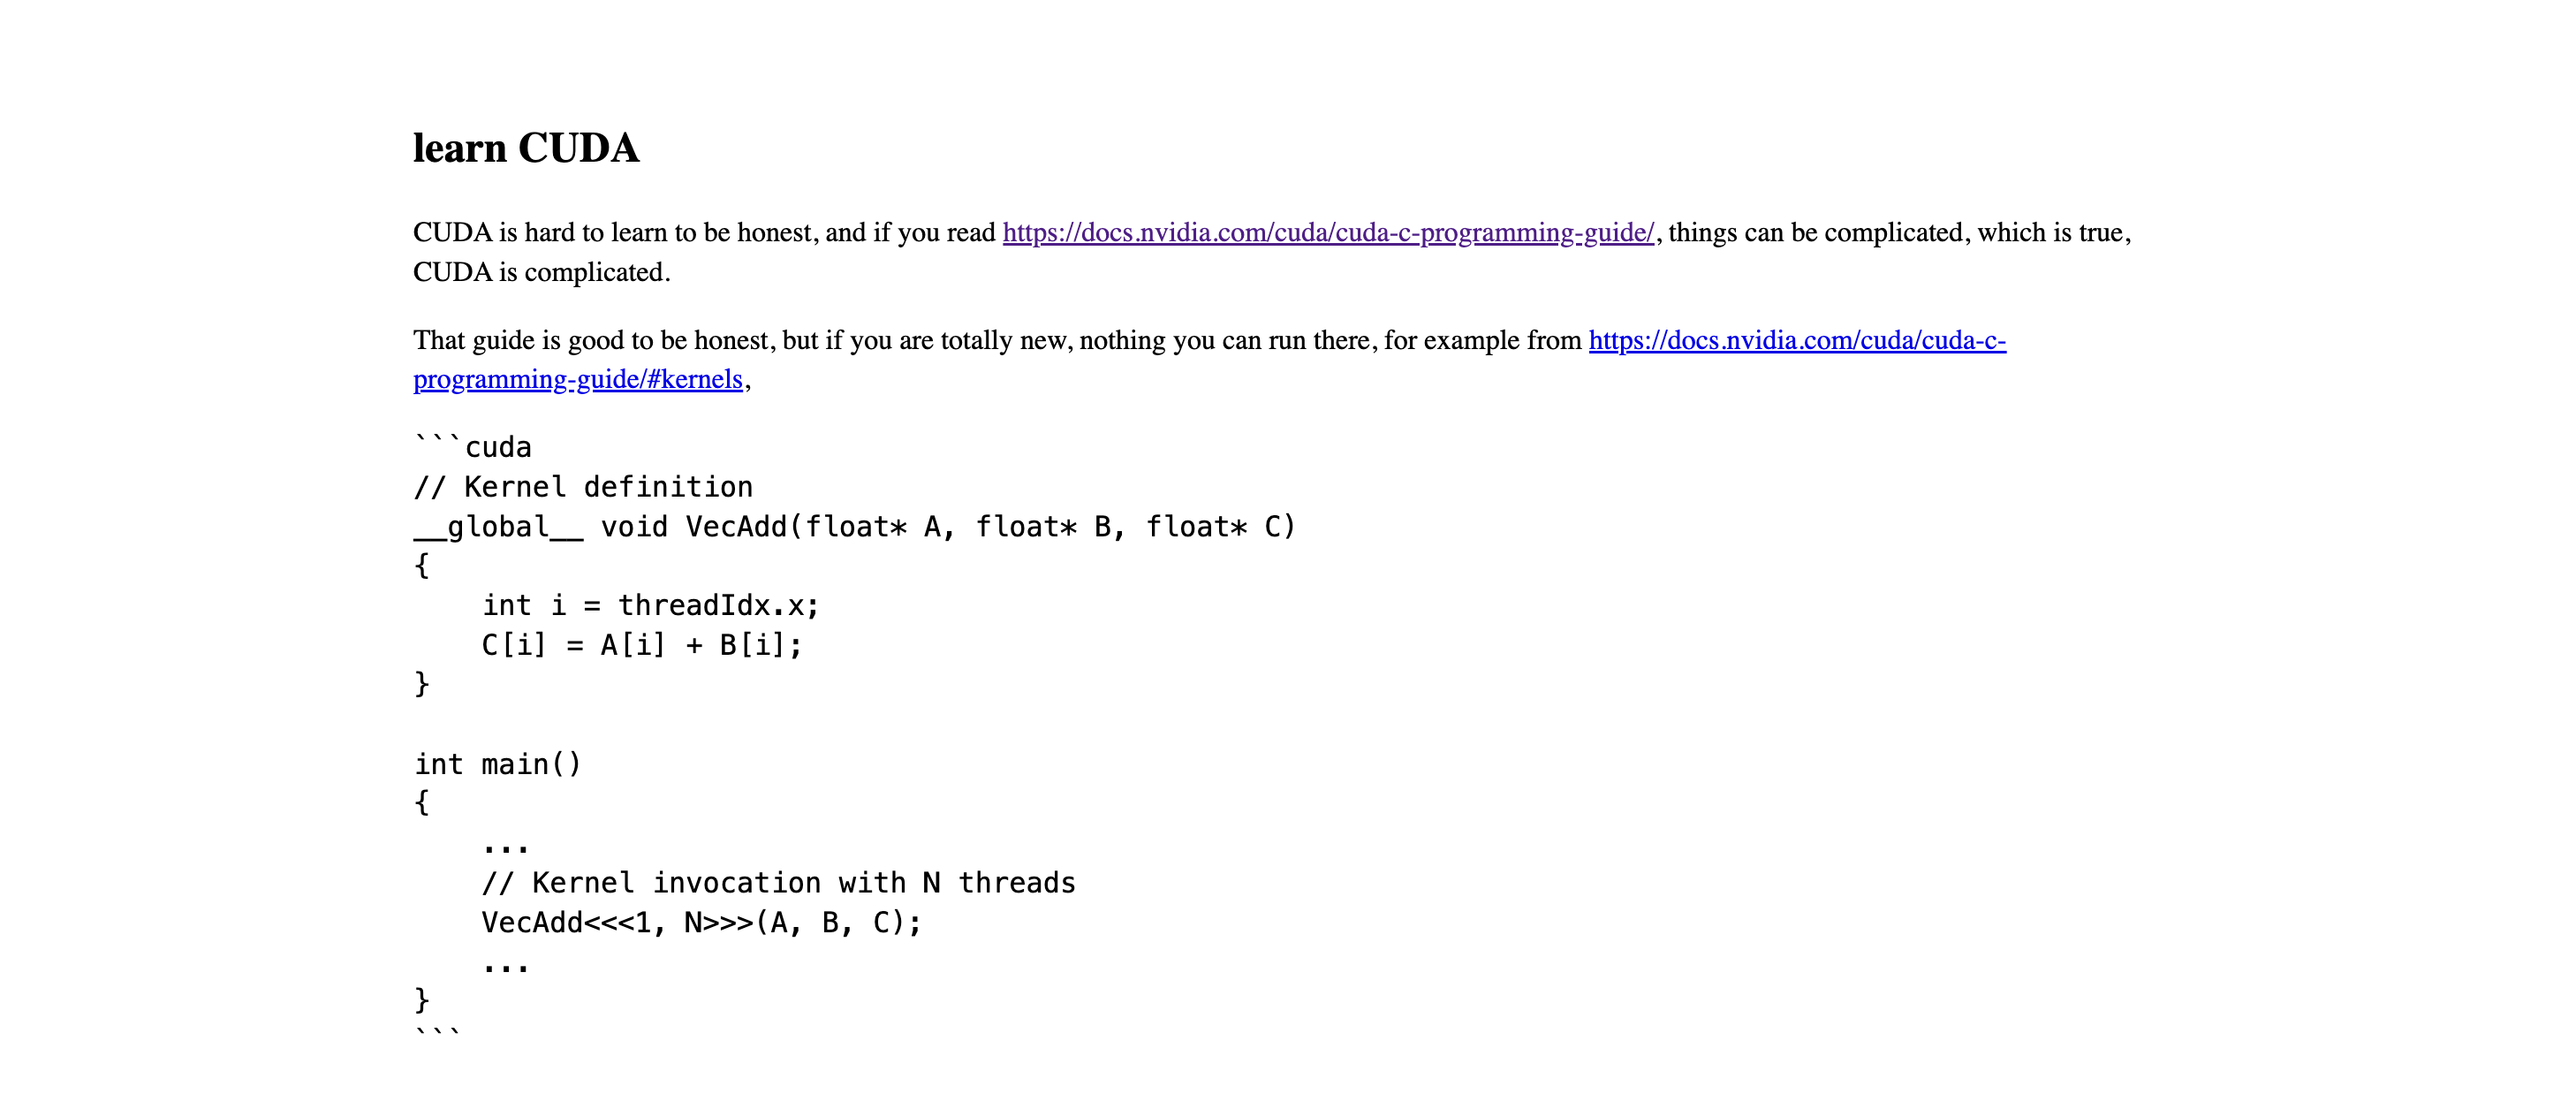 learn CUDA
CUDA is hard to learn to be honest, and if you read https://docs.nvidia.com/cuda/cuda-c-programming-guide/, things can be complicated, which is true,
CUDA is complicated.
That guide is good to be honest, but if you are totally new, nothing you can run there, for example from https://docs.nvidia.com/cuda/cuda-c-
programming-guide/#kernels,
```cuda
// Kernel definition
__global__ void VecAdd(float* A, float* B, float* C)
{
    int i = threadIdx.x;
    C[i] = A[i] + B[i];
}

int main()
{
    ...
    // Kernel invocation with N threads
    VecAdd<<<1, N>>>(A, B, C);
    ...
}
```